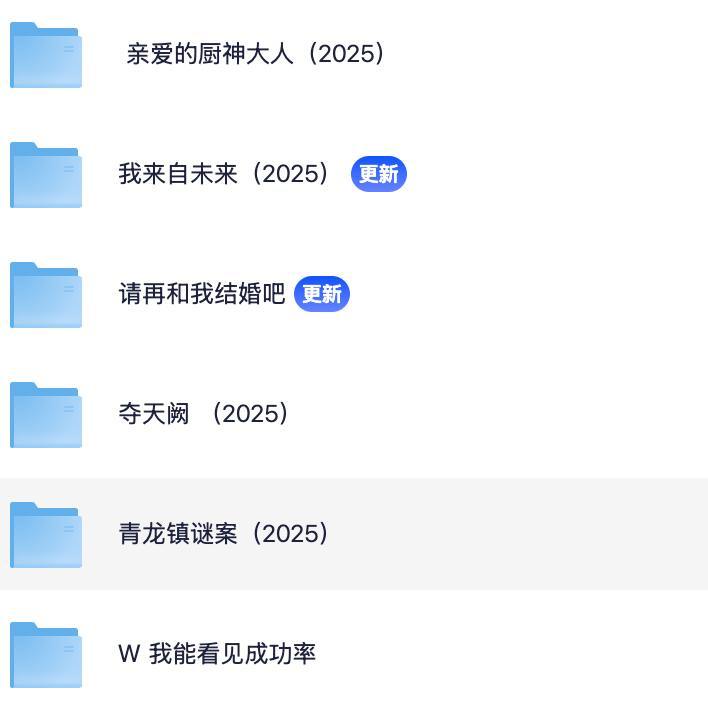 亲爱的厨神大人（2025）
我来自未来（2025） 更新
请再和我结婚吧 更新
夺天阙 （2025）
青龙镇谜案（2025）
W 我能看见成功率